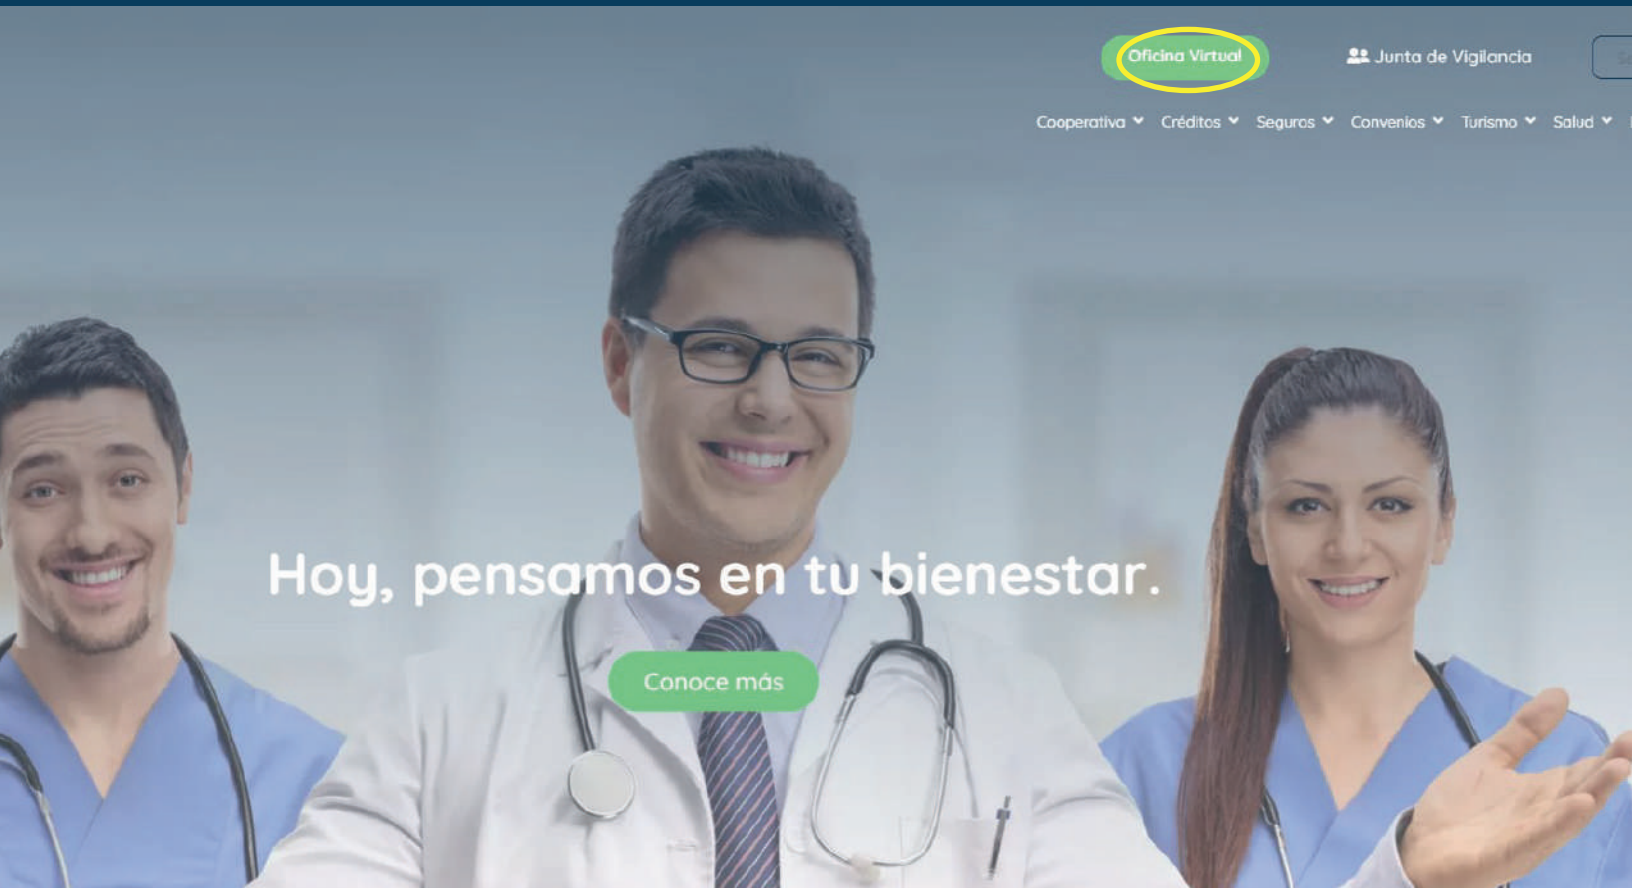 Oficina Virtual
Junta de Vigilancia
Cooperativa Créditos Seguros Convenios Turismo Salud
Hoy, pensamos en tu bienestar.
Conoce más